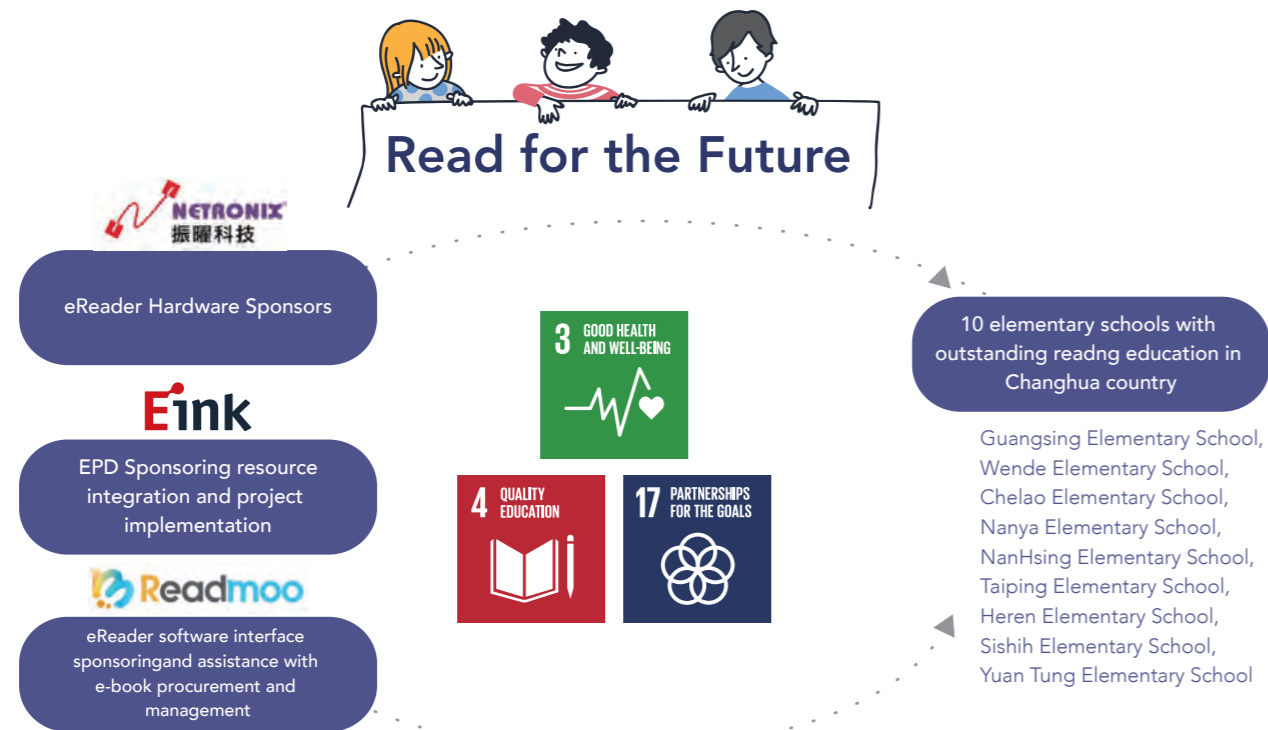 Read for the Future
NETRONIX
振曜科技
eReader Hardware Sponsors
Eink
EPD Sponsoring resource
integration and project
implementation
Readmoo
eReader software interface
sponsoringand assistance with
e-book procurement and
management
3 GOOD HEALTH
AND WELL-BEING
4 QUALITY
EDUCATION
17 PARTNERSHIPS
FOR THE GOALS
10 elementary schools with
outstanding readng education in
Changhua country
Guangsing Elementary School,
Wende Elementary School,
Chelao Elementary School,
Nanya Elementary School,
NanHsing Elementary School,
Taiping Elementary School,
Heren Elementary School,
Sishih Elementary School,
Yuan Tung Elementary School